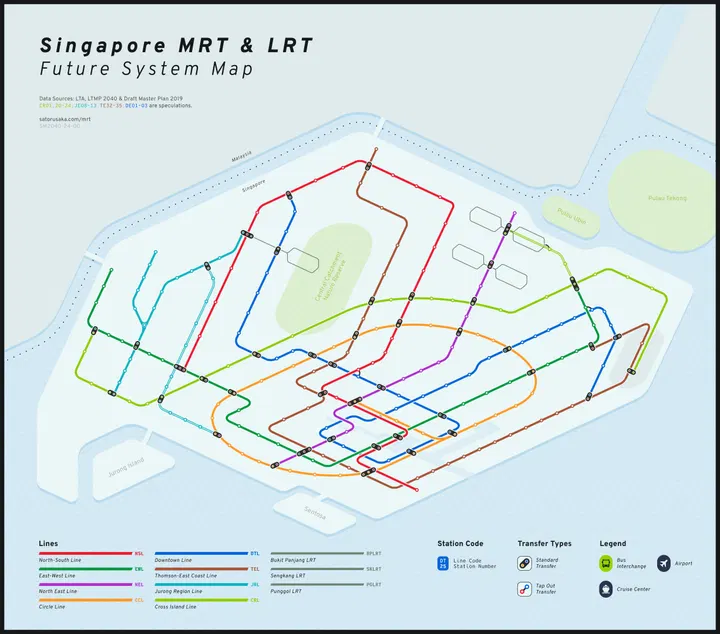 Singapore MRT & LRT
Future System Map
Data Sources: LTA, LTMP 2040 & Draft Master Plan 2019
are speculations.
satorusaka.com/mrt
Malaysia
Singapore
Pulau Ubin
Pulau Tekong
Central Catchment
Nature Reserve
Jurong Island
Sentosa
Lines
NSL
North-South Line
EWL
East-West Line
NEL
North East Line
CCL
Circle Line
DTL
Downtown Line
TEL
Thomson-East Coast Line
JRL
Jurong Region Line
CRL
Cross Island Line
BPLRT
Bukit Panjang LRT
SKLRT
Sengkang LRT
PGLRT
Punggol LRT
Station Code
DT
25
Line Code
Station Number
Transfer Types
Standard
Transfer
Tap Out
Transfer
Legend
Bus
Interchange
Airport
Cruise Center